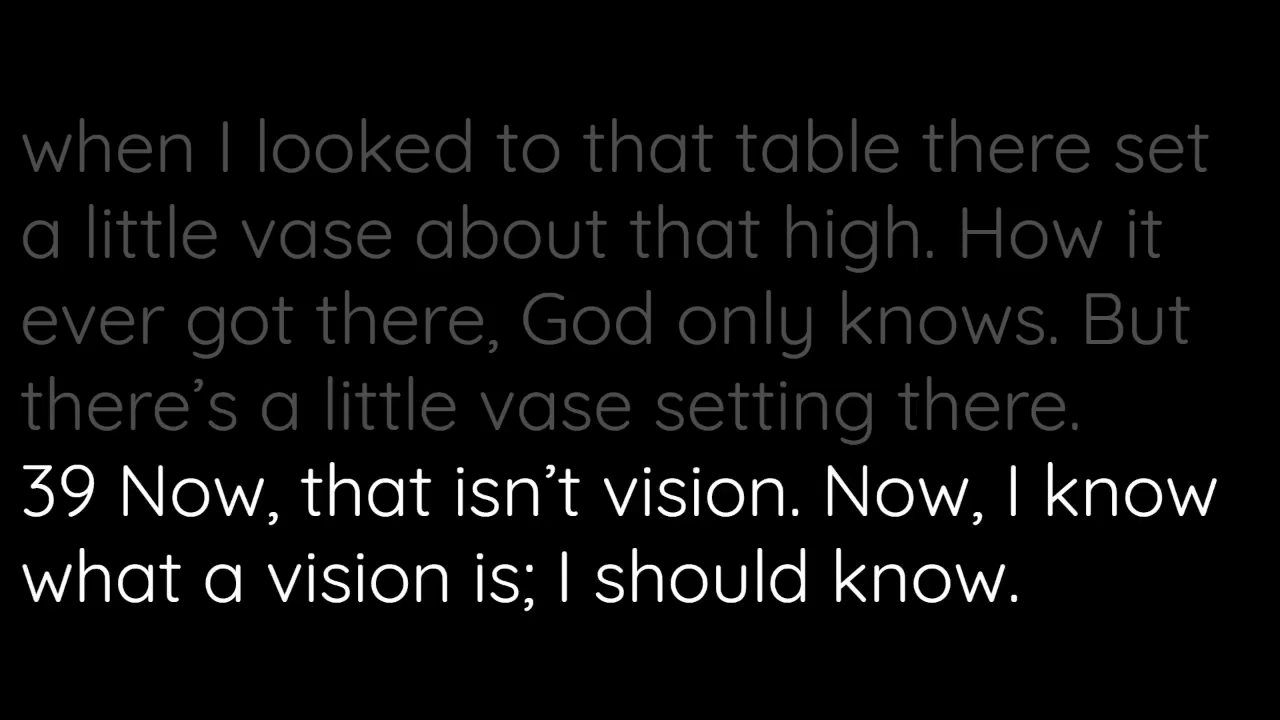 when I looked to that table there set
a little vase about that high. How it
ever got there, God only knows. But
there’s a little vase setting there.
39 Now, that isn’t vision. Now, I know
what a vision is; I should know.